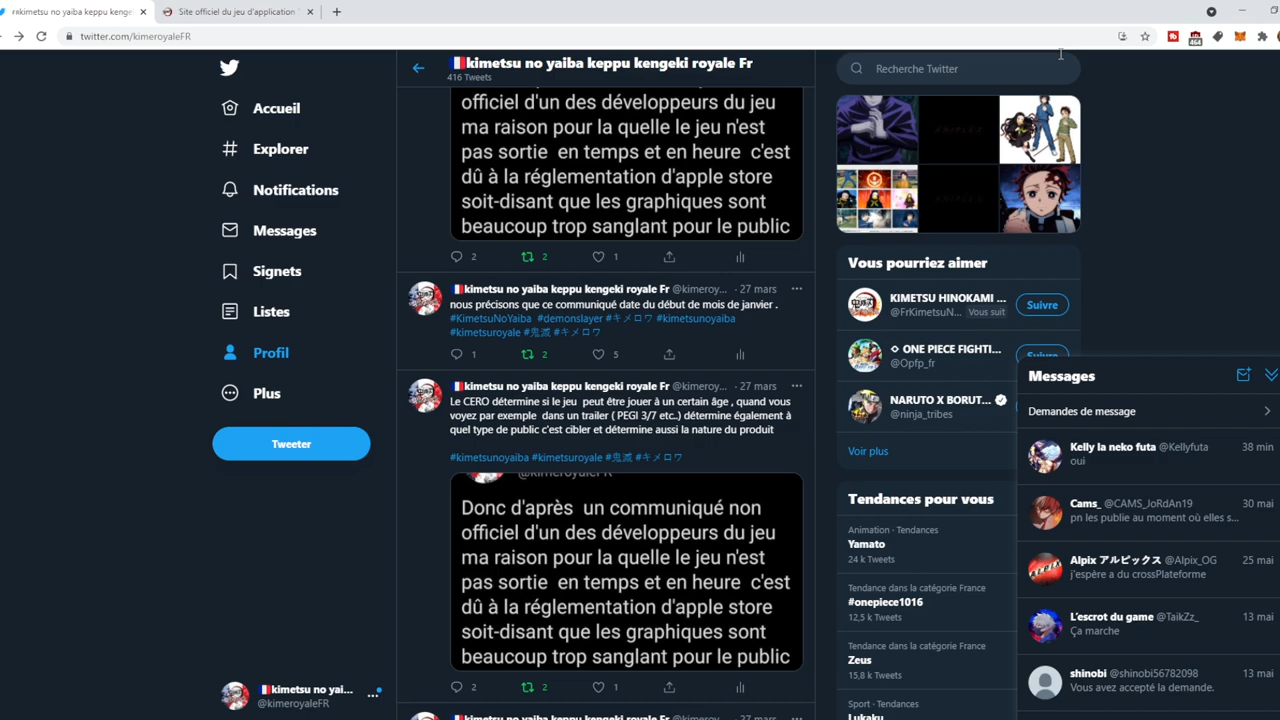 kimetsu no yaiba keppu kenge
Site officiel du jeu d'application
twitter.com/kimeroyaleFR
464
Accueil
Explorer
Notifications
Messages
Signets
Listes
Profil
Plus
Tweeter
kimetsu no yai...
@kimeroyaleFR
kimetsu no yaiba keppu kengeki royale Fr
416 Tweets
officiel d'un des développeurs du jeu
ma raison pour la quelle le jeu n'est
pas sortie en temps et en heure c'est
dû à la réglementation d'apple store
soit-disant que les graphiques sont
beaucoup trop sanglant pour le public
2 2 1
kimetsu no yaiba keppu kengeki royale Fr @kimeroy... · 27 mars
nous précisons que ce communiqué date du début de mois de janvier .
#KimetsuNoYaiba #demonslayer #キメロワ #kimetsunoyaiba
#kimetsuroyale #鬼滅 #キメロワ
1 2 5
kimetsu no yaiba keppu kengeki royale Fr @kimeroy... · 27 mars
Le CERO détermine si le jeu peut être jouer à un certain âge , quand vous
voyez par exemple dans un trailer ( PEGI 3/7 etc..) détermine également à
quel type de public c'est cibler et détermine aussi la nature du produit
#kimetsunoyaiba #kimetsuroyale #鬼滅 #キメロワ
@kimeroyaleFR
Donc d'après un communiqué non
officiel d'un des développeurs du jeu
ma raison pour la quelle le jeu n'est
pas sortie en temps et en heure c'est
dû à la réglementation d'apple store
soit-disant que les graphiques sont
beaucoup trop sanglant pour le public
2 2 1
kimetsu no yaiba keppu kengeki royale Fr
27 mars
Recherche Twitter
Vous pourriez aimer
KIMETSU HINOKAMI ...
@FrKimetsuN... Vous suit
Suivre
ONE PIECE FIGHTI...
@Opfp_fr
Suivre
NARUTO X BORUT...
@ninja_tribes
Voir plus
Tendances pour vous
Animation · Tendances
Yamato
24 k Tweets
Tendance dans la catégorie France
#onepiece1016
12,5 k Tweets
Tendance dans la catégorie France
Zeus
15,8 k Tweets
Sport · Tendances
Lukaku
Messages
Demandes de message
Kelly la neko futa @Kellyfuta 38 min
oui
Cams_ @CAMS_JoRdAn19 30 mai
pn les publie au moment où elles s...
Alpix アルピックス @Alpix_OG 25 mai
j'espère a du crossPlateforme
L'escrot du game @TaikZz_ 13 mai
Ça marche
shinobi @shinobi56782098 13 mai
Vous avez accepté la demande.